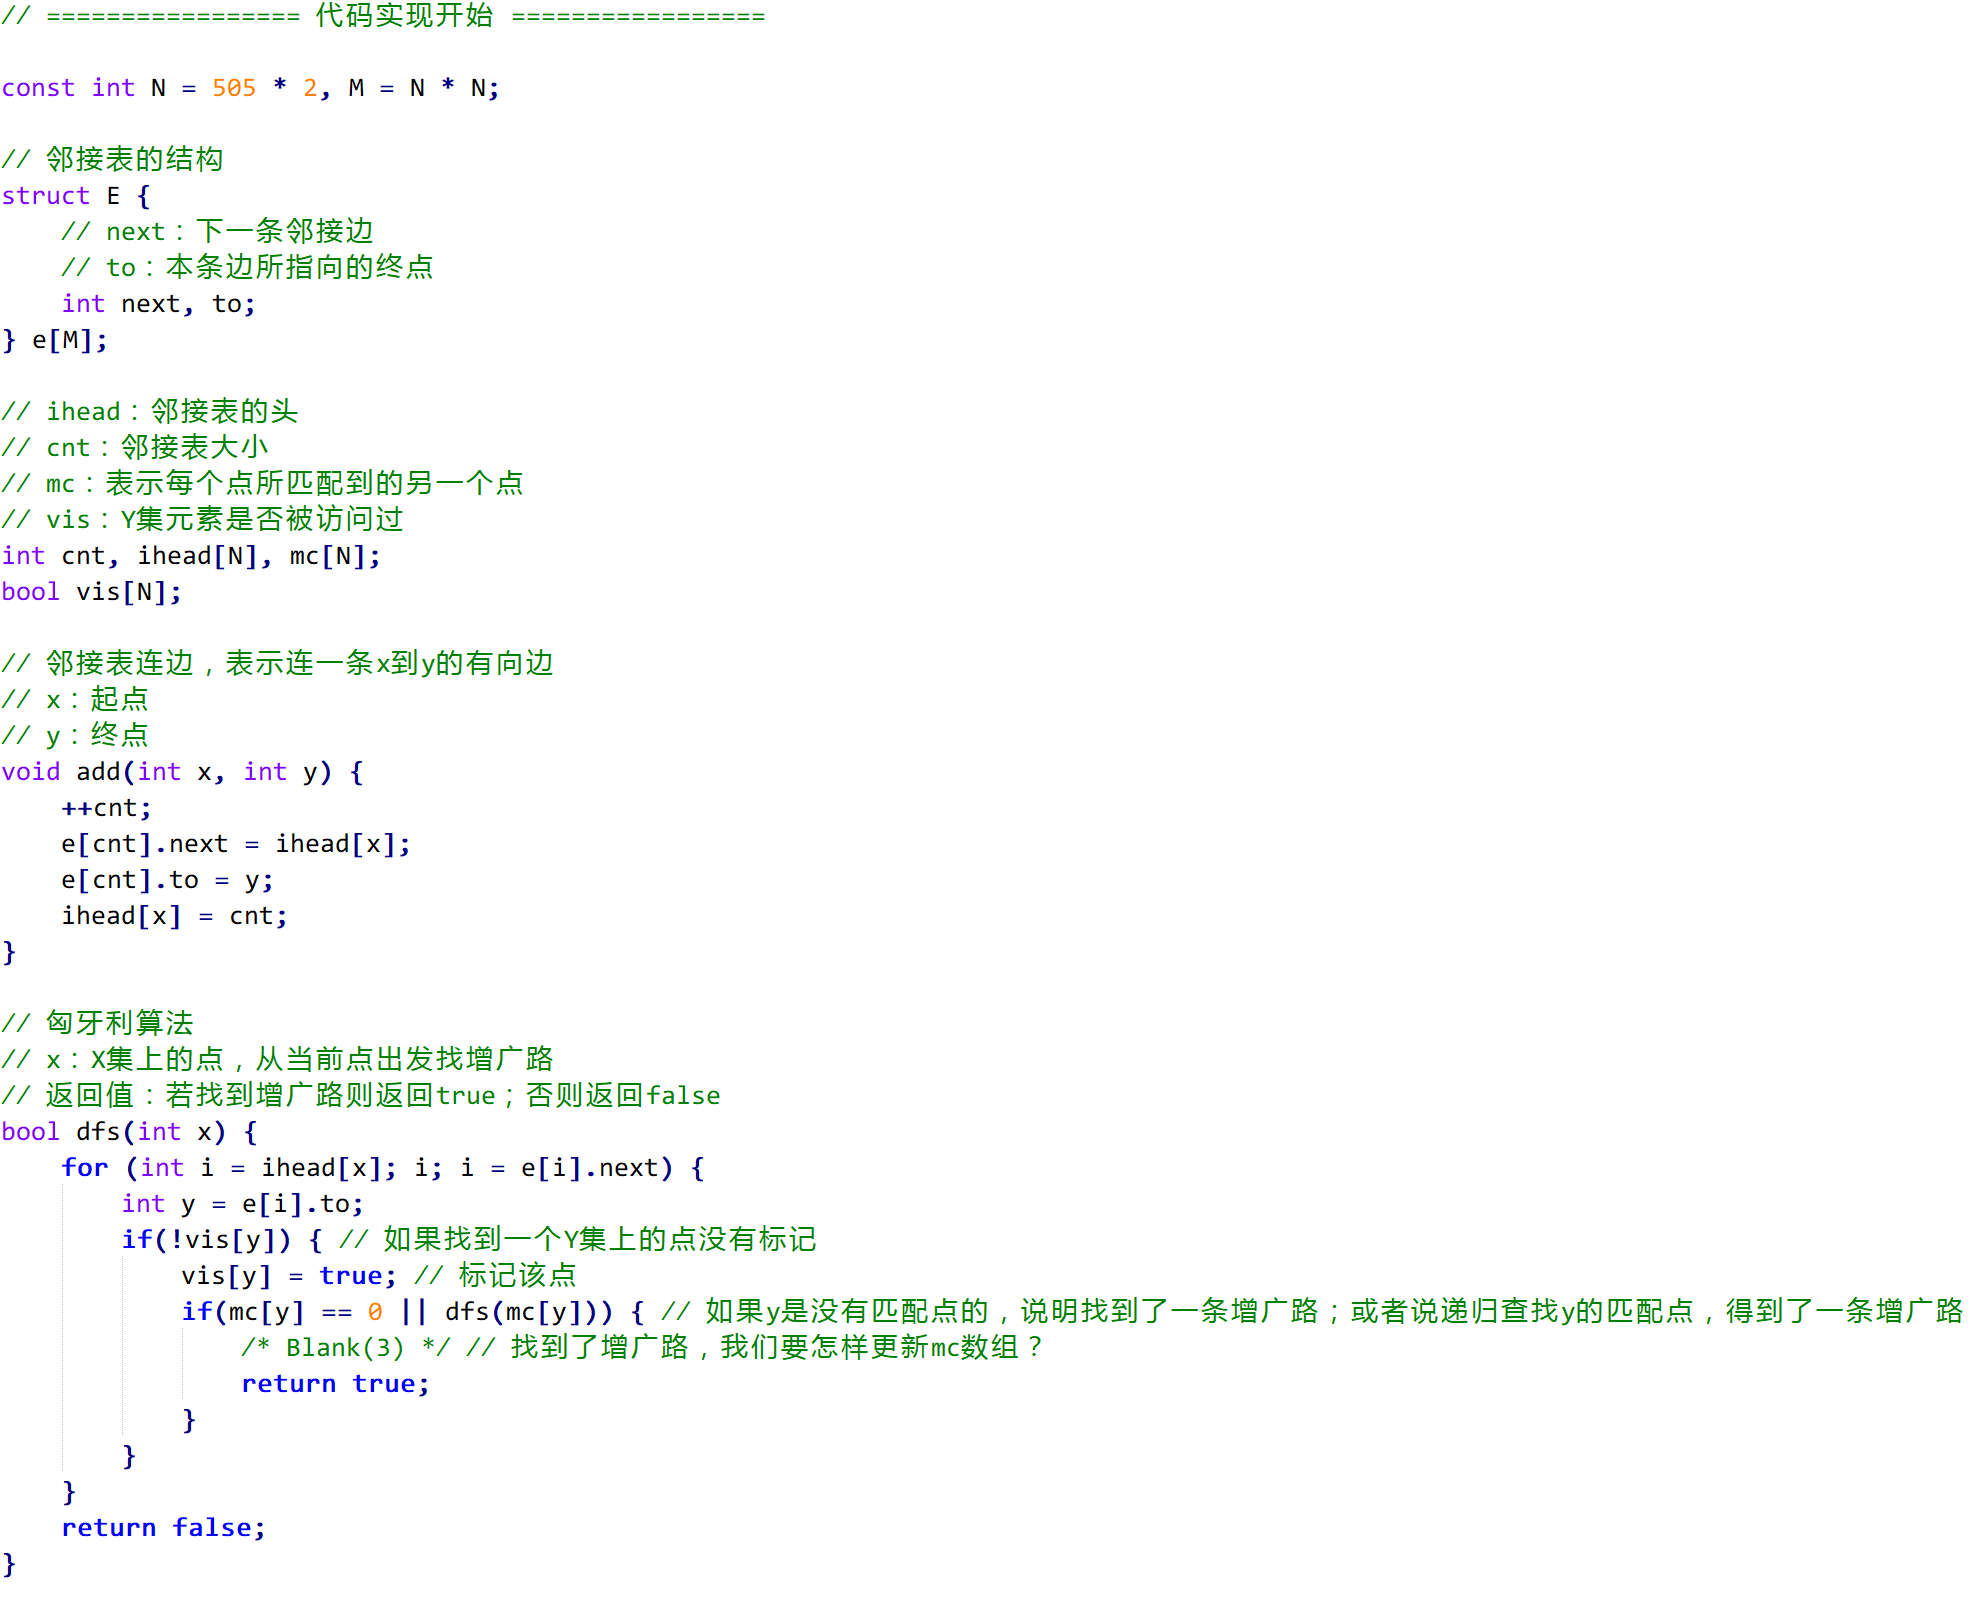 // ================= 代码实现开始 =================
const int N = 505 * 2, M = N * N;
// 邻接表的结构
struct E {
    // next：下一条邻接边
    // to：本条边所指向的终点
    int next, to;
} e[M];
// ihead：邻接表的头
// cnt：邻接表大小
// mc：表示每个点所匹配到的另一个点
// vis：Y集元素是否被访问过
int cnt, ihead[N], mc[N];
bool vis[N];
// 邻接表连边，表示连一条x到y的有向边
// x：起点
// y：终点
void add(int x, int y) {
    ++cnt;
    e[cnt].next = ihead[x];
    e[cnt].to = y;
    ihead[x] = cnt;
}
// 匈牙利算法
// x：X集上的点，从当前点出发找增广路
// 返回值：若找到增广路则返回true；否则返回false
bool dfs(int x) {
    for (int i = ihead[x]; i; i = e[i].next) {
        int y = e[i].to;
        if(!vis[y]) { // 如果找到一个Y集上的点没有标记
            vis[y] = true; // 标记该点
            if(mc[y] == 0 || dfs(mc[y])) { // 如果y是没有匹配点的，说明找到了一条增广路；或者说递归查找y的匹配点，得到了一条增广路
                /* Blank(3) */ // 找到了增广路，我们要怎样更新mc数组？
                return true;
            }
        }
    }
    return false;
}